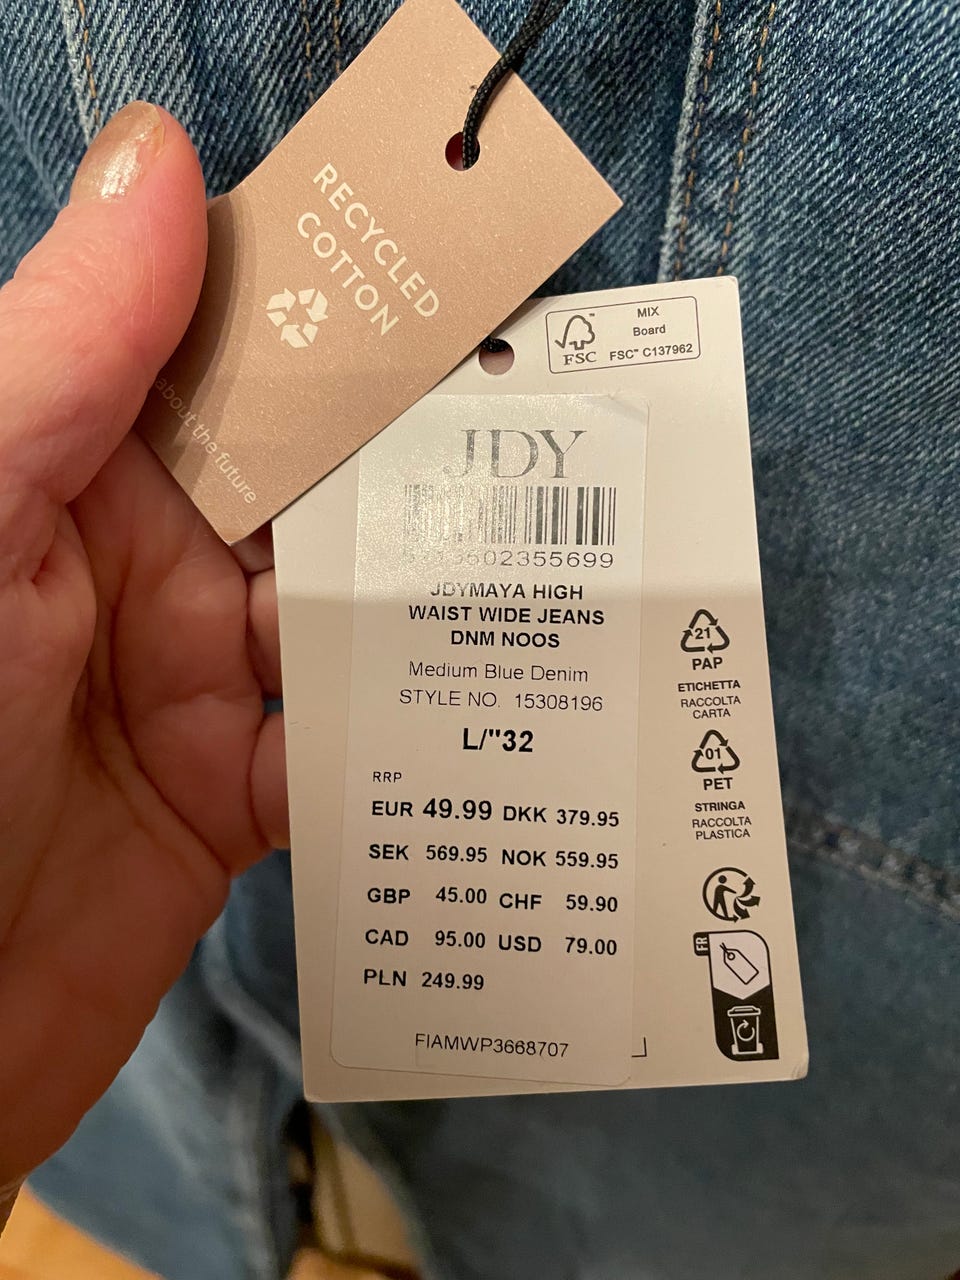 RECYCLED
COTTON
about the future
MIX
Board
FSC™ C137962
FSC
JDY
JDYMAYA HIGH
WAIST WIDE JEANS
DNM NOOS
Medium Blue Denim
STYLE NO. 15308196
L/"32
RRP
EUR 49.99 DKK 379.95
SEK 569.95 NOK 559.95
GBP 45.00 CHF 59.90
CAD 95.00 USD 79.00
PLN 249.99
FIAMWP3668707
21
PAP
ETICHETTA
RACCOLTA
CARTA
01
PET
STRINGA
RACCOLTA
PLASTICA
FR